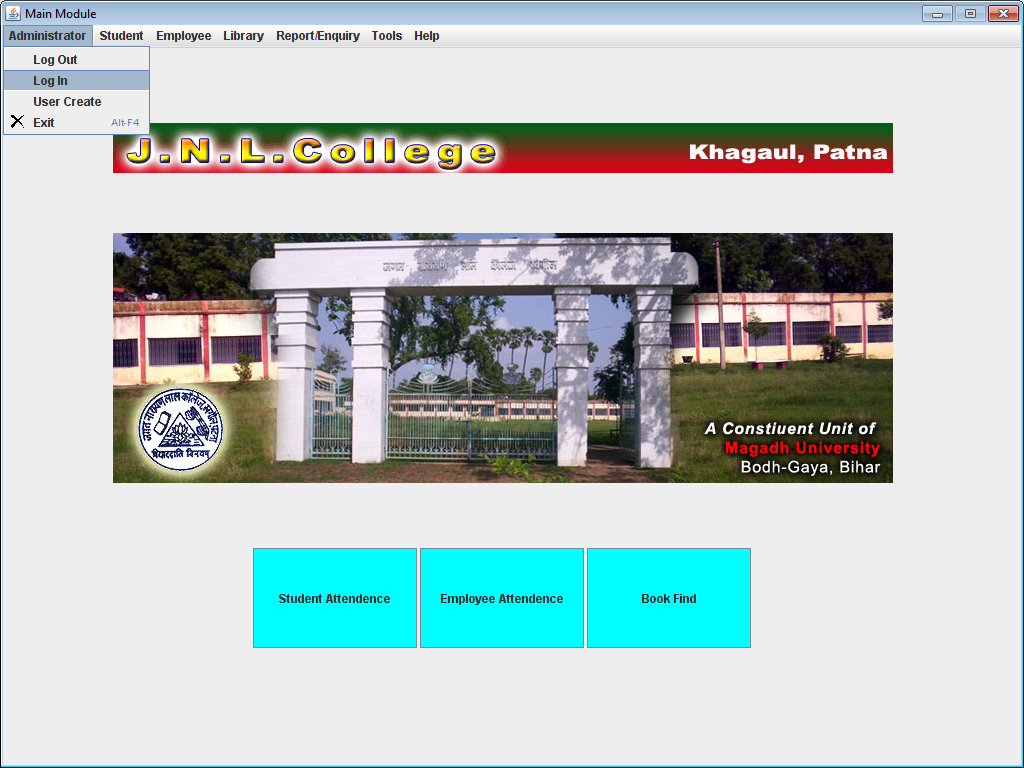 Main Module
Administrator Student Employee Library Report/Enquiry Tools Help
Log Out
Log In
User Create
Exit Alt-F4
J.N.L.College Khagaul, Patna
A Constiuent Unit of
Magadh University
Bodh-Gaya, Bihar
Student Attendence Employee Attendence Book Find